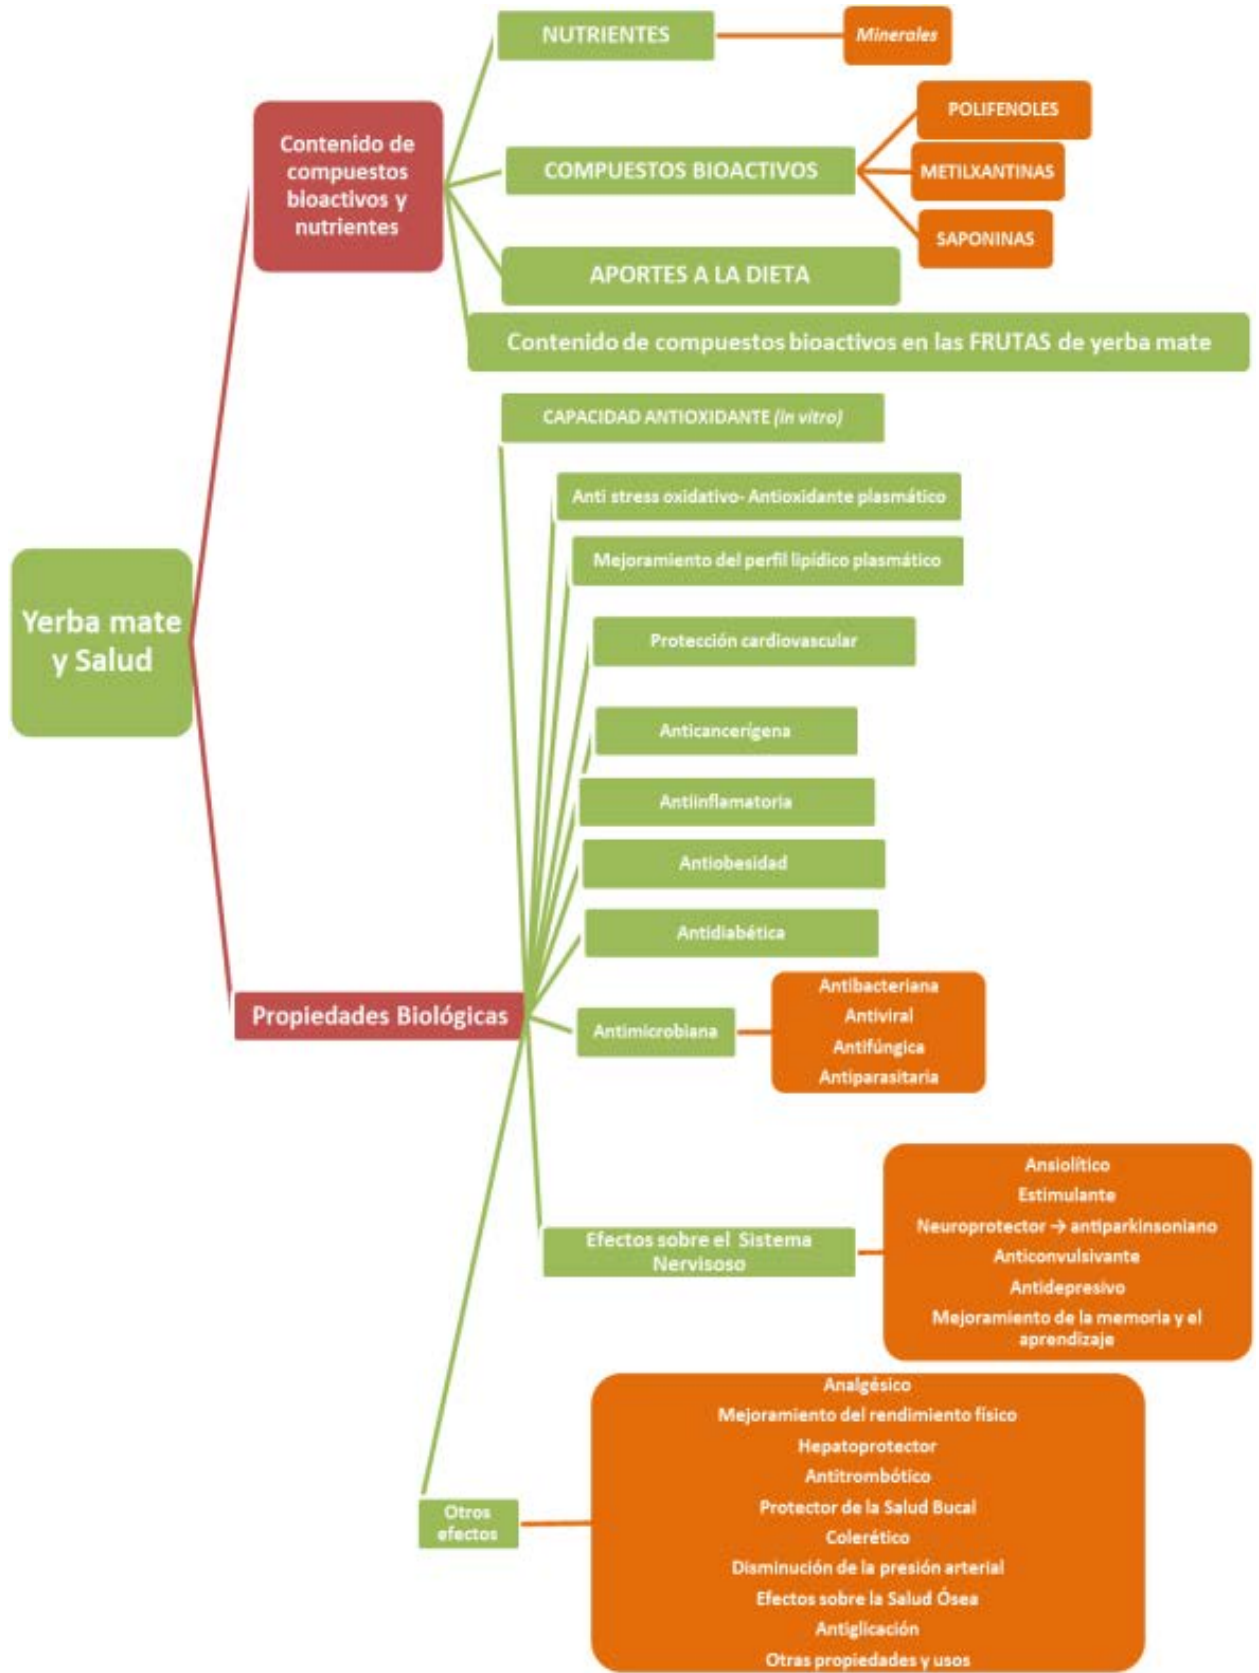 NUTRIENTES
Minerales
Contenido de
compuestos
bioactivos y
nutrientes
COMPUESTOS BIOACTIVOS
POLIFENOLES
METILXANTINAS
SAPONINAS
APORTES A LA DIETA
Contenido de compuestos bioactivos en las FRUTAS de yerba mate
Yerba mate
y Salud
CAPACIDAD ANTIOXIDANTE (in vitro)
Anti stress oxidativo- Antioxidante plasmático
Mejoramiento del perfil lipídico plasmático
Protección cardiovascular
Anticancerígena
Antiinflamatoria
Antiobesidad
Antidiabética
Propiedades Biológicas
Antimicrobiana
Antibacteriana
Antiviral
Antifúngica
Antiparasitaria
Efectos sobre el Sistema
Nervisoso
Ansiolítico
Estimulante
Neuroprotector → antiparkinsoniano
Anticonvulsivante
Antidepresivo
Mejoramiento de la memoria y el
aprendizaje
Otros
efectos
Analgésico
Mejoramiento del rendimiento físico
Hepatoprotector
Antitrombótico
Protector de la Salud Bucal
Colerético
Disminución de la presión arterial
Efectos sobre la Salud Ósea
Antiglicación
Otras propiedades y usos